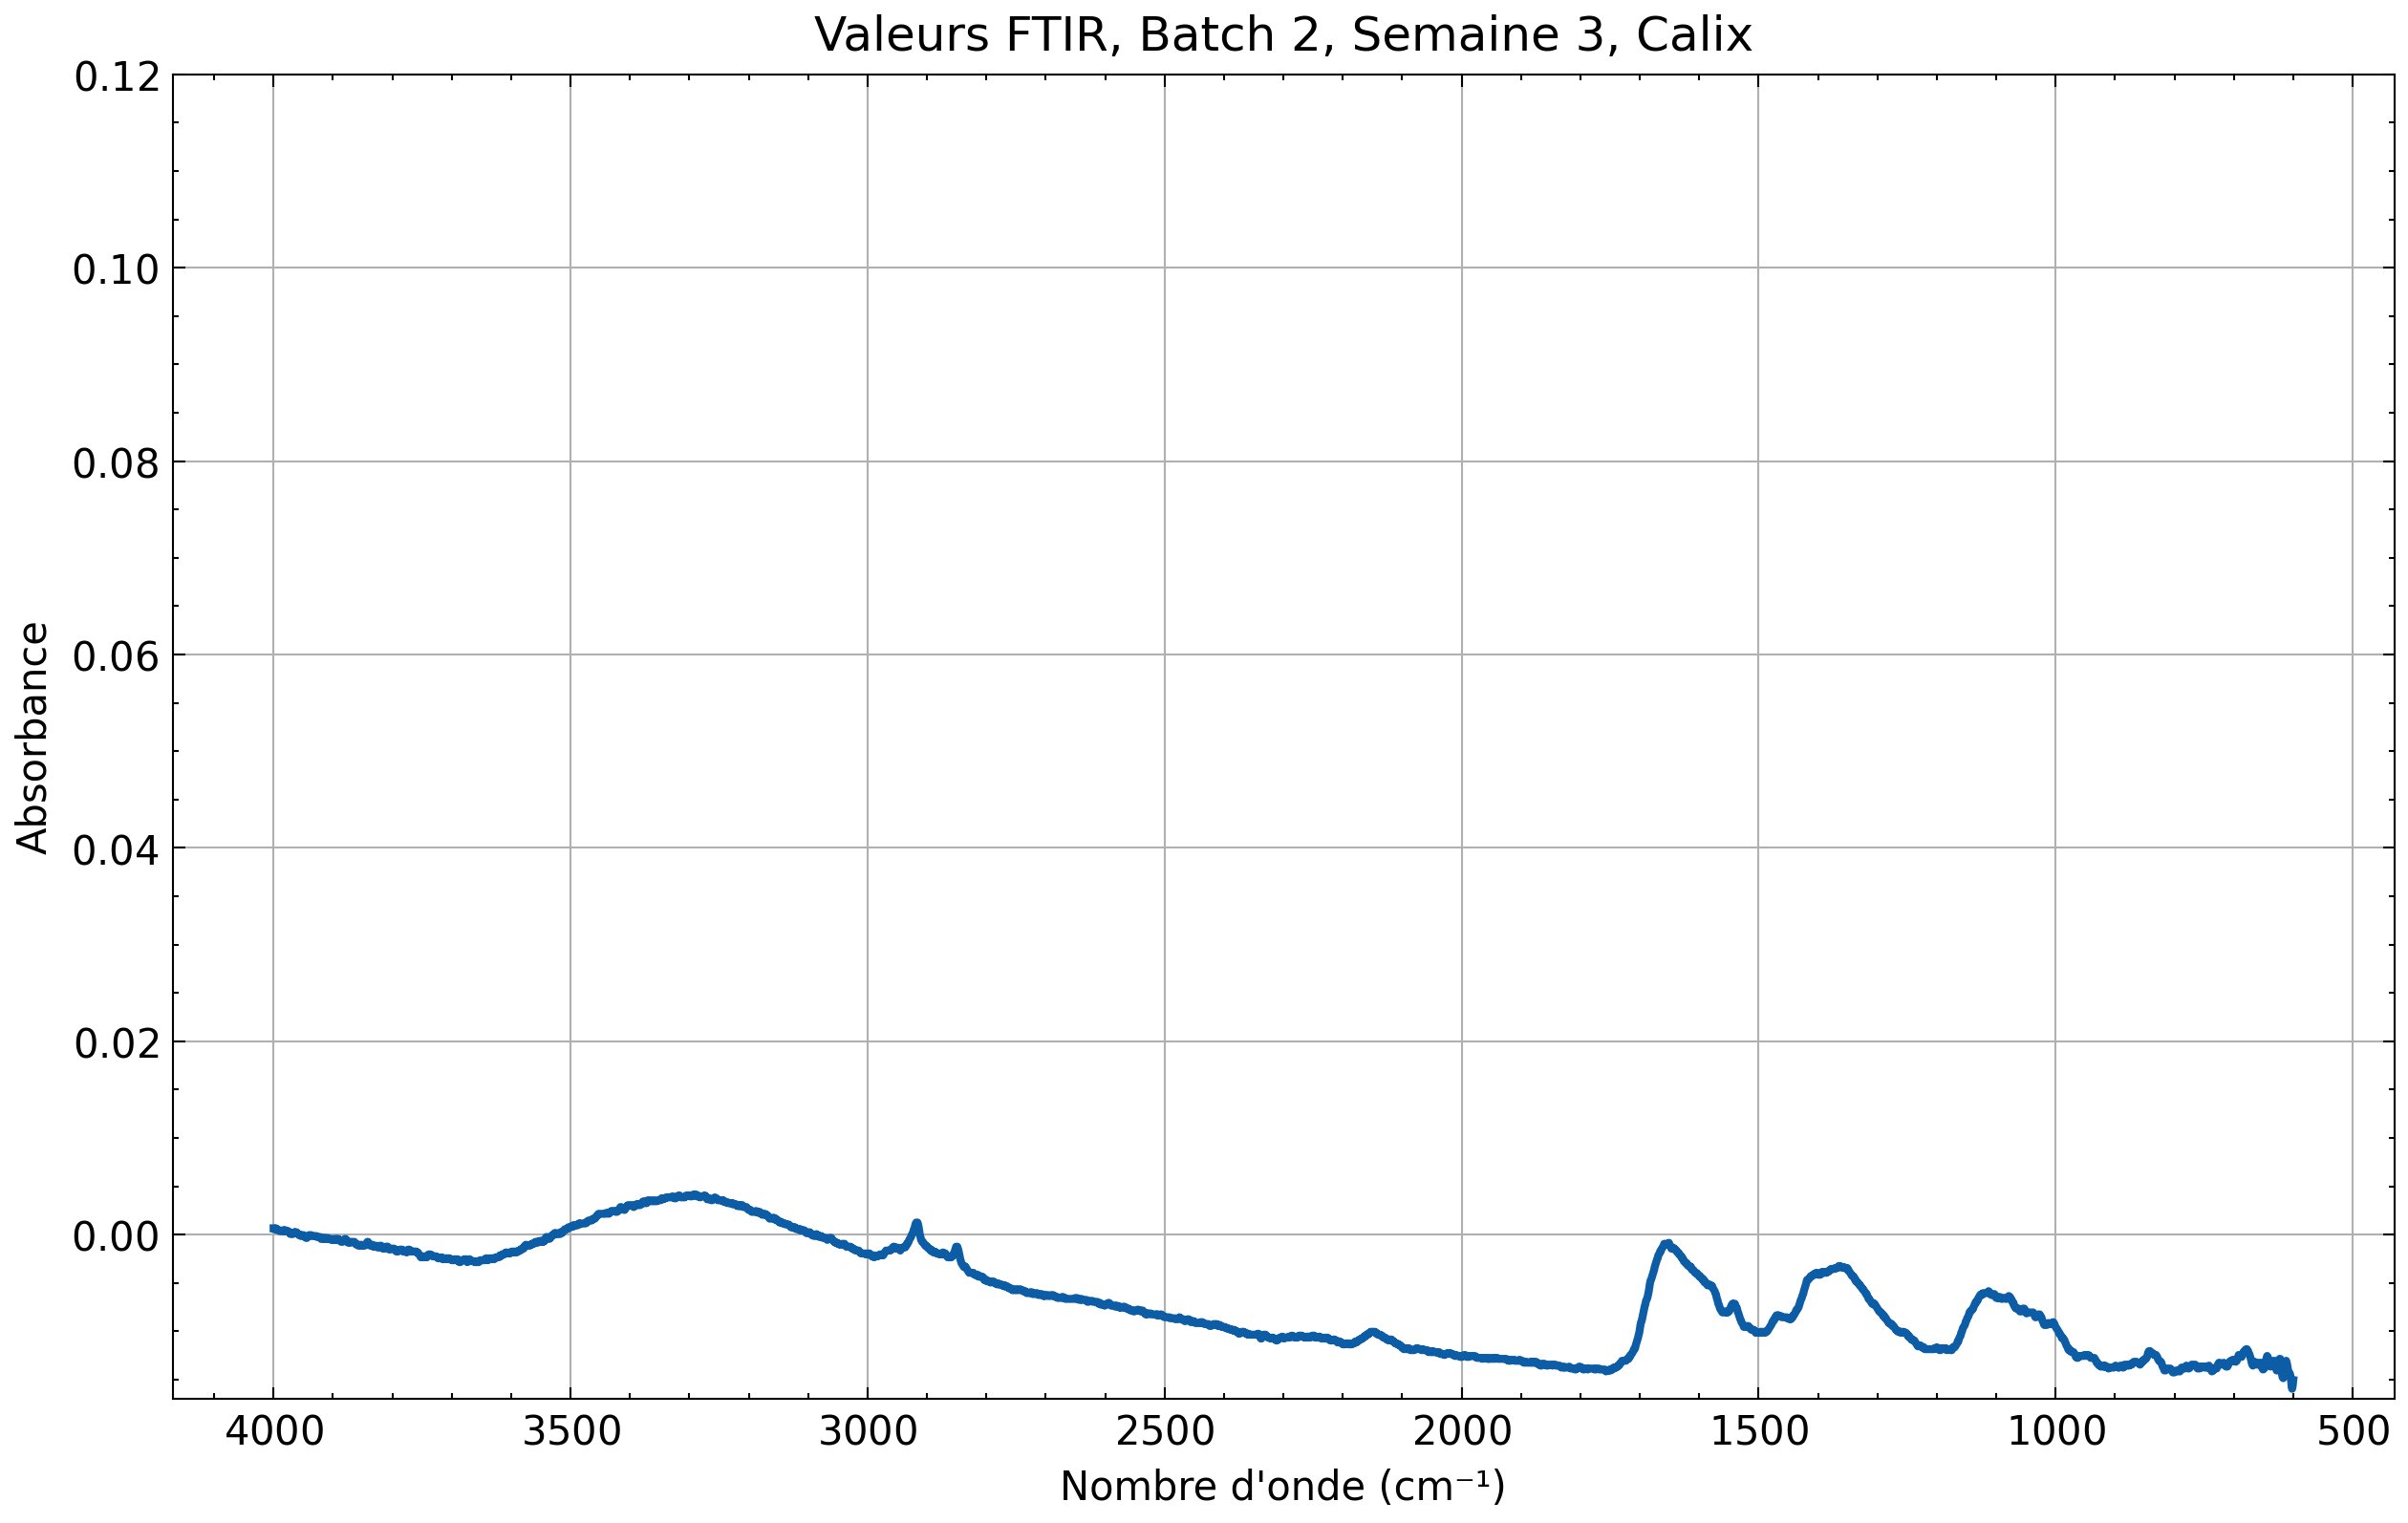 Valeurs FTIR, Batch 2, Semaine 3, Calix
0.12
0.10
0.08
0.06
0.04
0.02
0.00
Absorbance
4000 3500 3000 2500 2000 1500 1000 500
Nombre d'onde (cm⁻¹)